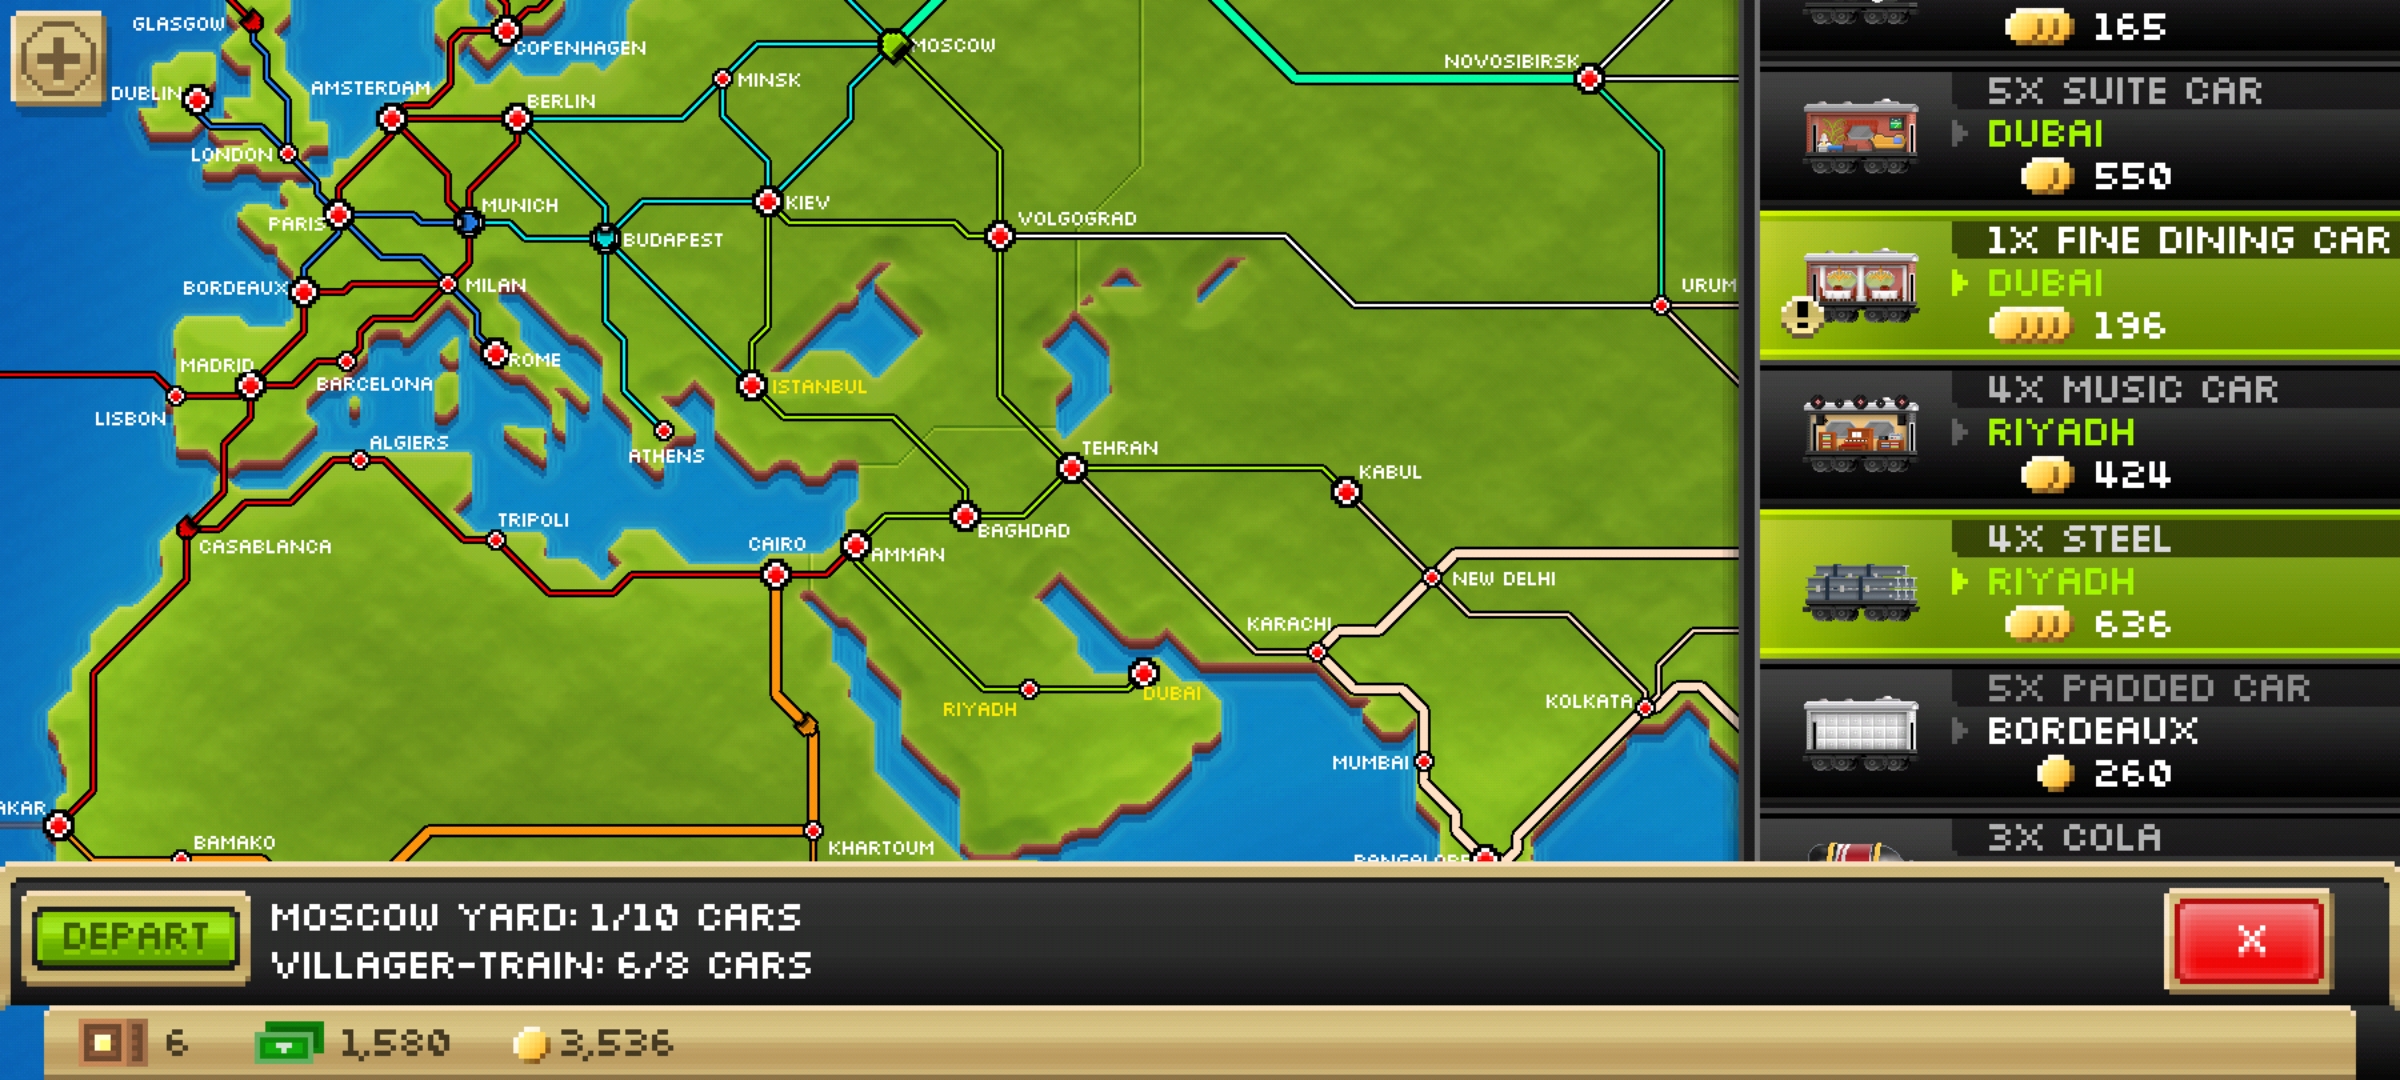 GLASGOW
COPENHAGEN
MOSCOW
NOVOSIBIRSK
MINSK
DUBLIN
AMSTERDAM
BERLIN
LONDON
PARIS
MUNICH
BUDAPEST
KIEV
VOLGOGRAD
BORDEAUX
MILAN
URUM
MADRID
ROME
BARCELONA
ISTANBUL
LISBON
ALGIERS
ATHENS
TEHRAN
KABUL
TRIPOLI
CASABLANCA
CAIRO
AMMAN
BAGHDAD
NEW DELHI
KARACHI
RIYADH
DUBAI
KOLKATA
MUMBAI
AKAR
BAMAKO
KHARTOUM
BANGALORE
165
5X SUITE CAR
DUBAI
550
1X FINE DINING CAR
DUBAI
196
4X MUSIC CAR
RIYADH
424
4X STEEL
RIYADH
636
5X PADDED CAR
BORDEAUX
260
3X COLA
DEPART
MOSCOW YARD: 1/10 CARS
VILLAGER-TRAIN: 6/8 CARS
X
6
1,580
3,536